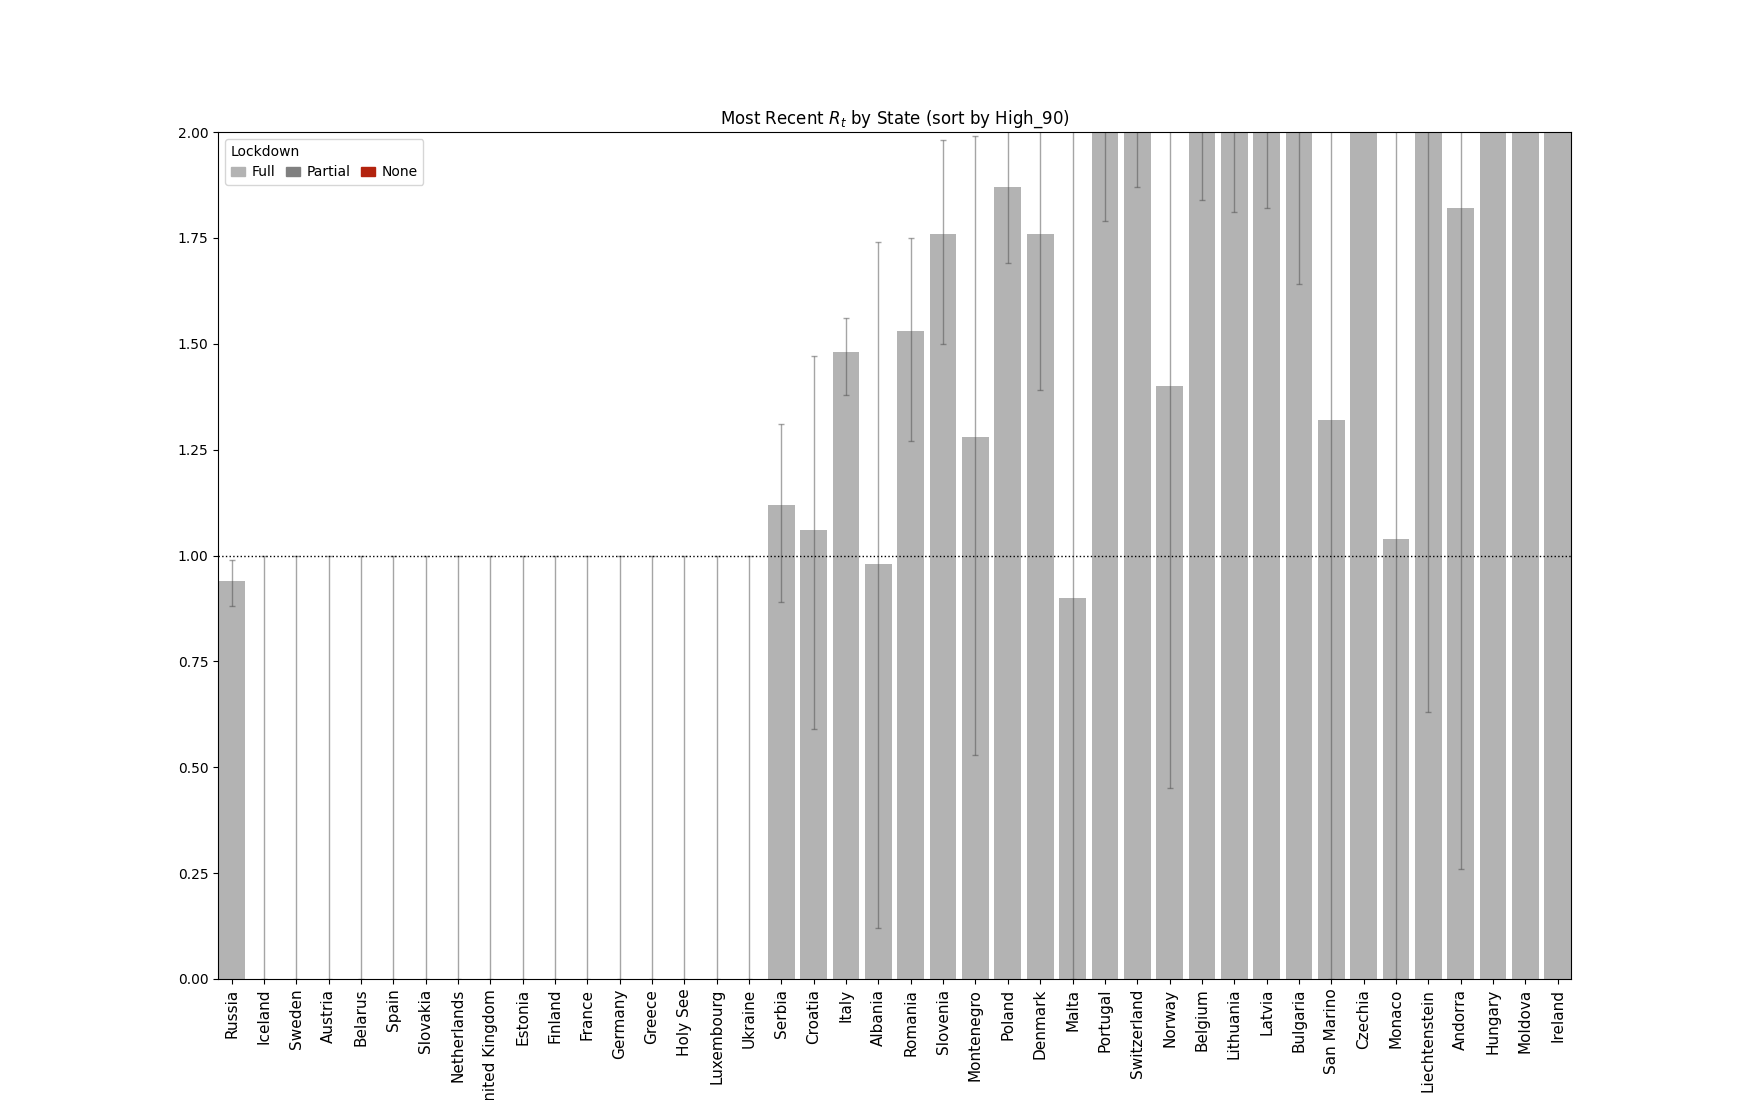 Most Recent R_t by State (sort by High_90)
Lockdown
Full Partial None
2.00
1.75
1.50
1.25
1.00
0.75
0.50
0.25
0.00
Russia
Iceland
Sweden
Austria
Belarus
Spain
Slovakia
Netherlands
nited Kingdom
Estonia
Finland
France
Germany
Greece
Holy See
Luxembourg
Ukraine
Serbia
Croatia
Italy
Albania
Romania
Slovenia
Montenegro
Poland
Denmark
Malta
Portugal
Switzerland
Norway
Belgium
Lithuania
Latvia
Bulgaria
San Marino
Czechia
Monaco
Liechtenstein
Andorra
Hungary
Moldova
Ireland